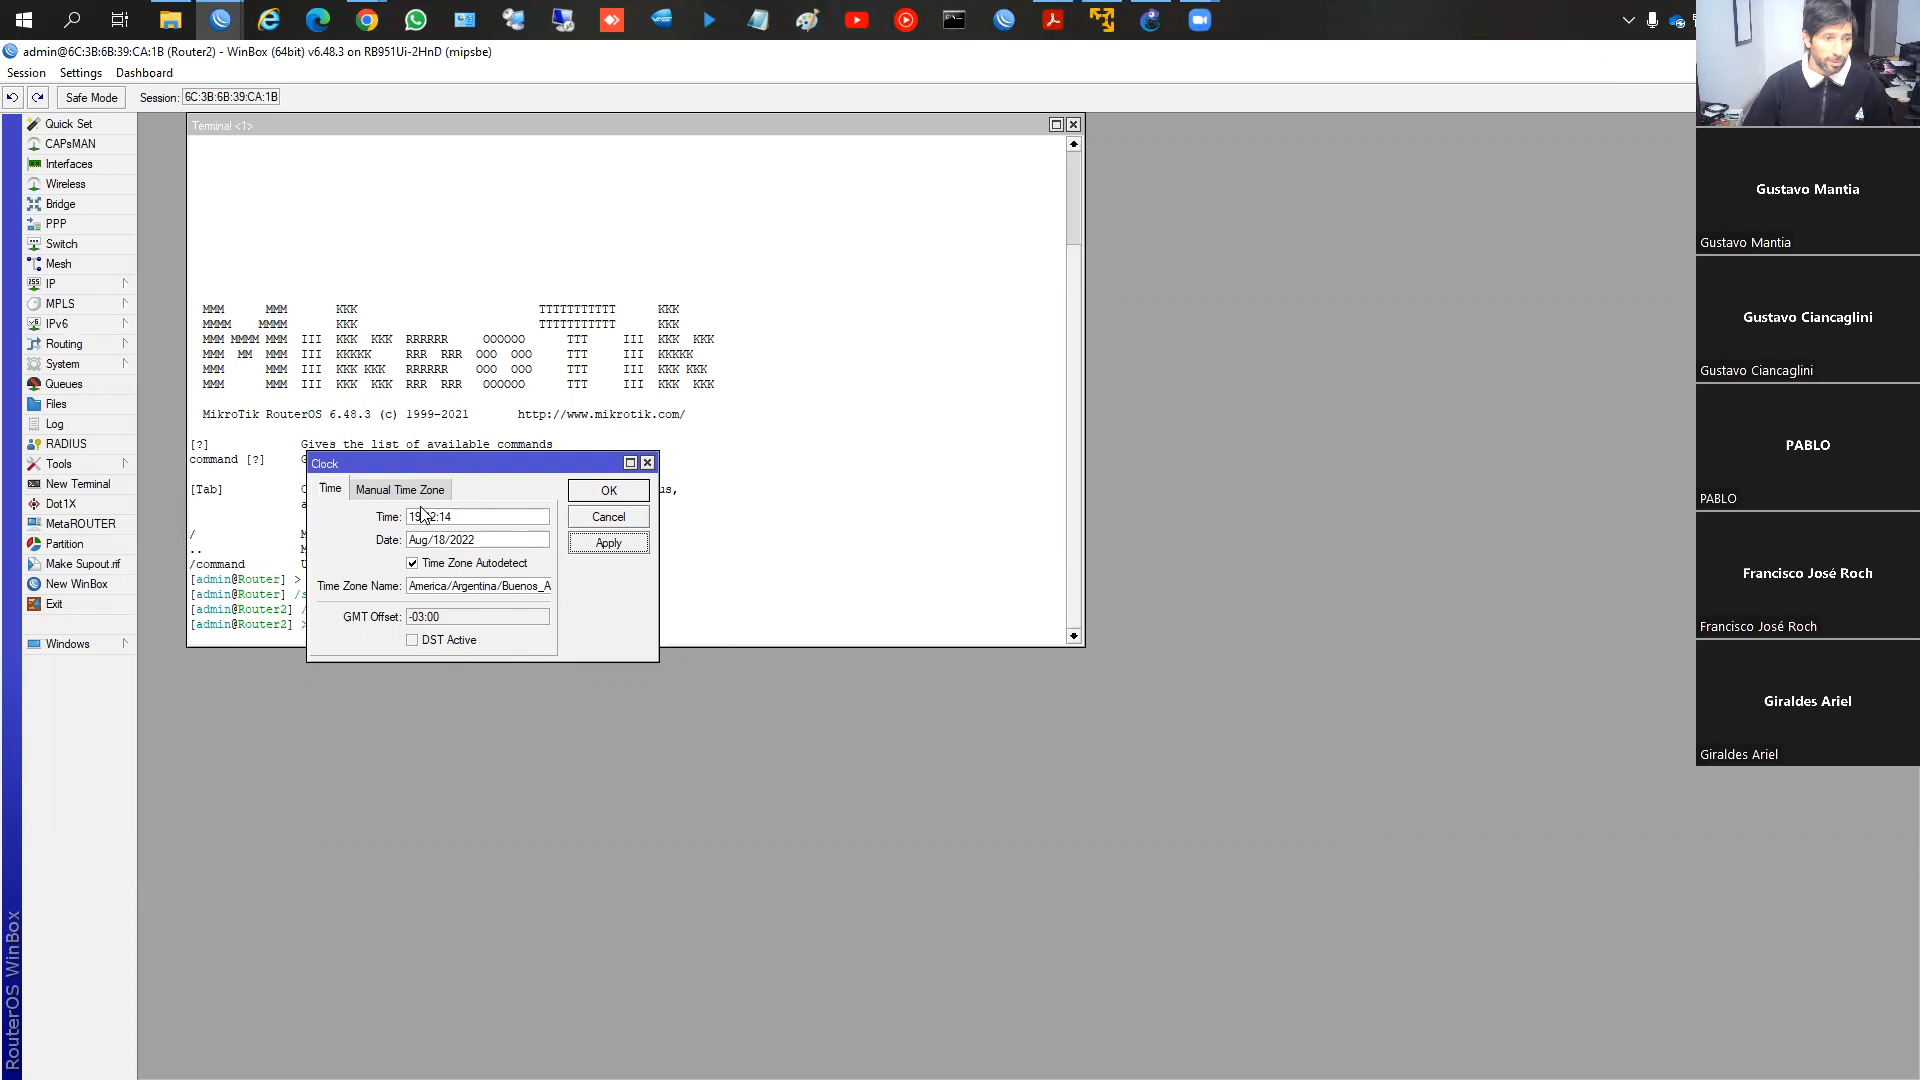 admin@6C:3B:6B:39:CA:1B (Router2) - WinBox (64bit) v6.48.3 on RB951Ui-2HnD (mipsbe)
Session Settings Dashboard
Safe Mode Session: 6C:3B:6B:39:CA:1B
Quick Set
CAPsMAN
Interfaces
Wireless
Bridge
PPP
Switch
Mesh
IP
MPLS
IPv6
Routing
System
Queues
Files
Log
RADIUS
Tools
New Terminal
Dot1X
MetaROUTER
Partition
Make Supout.rif
New WinBox
Exit
Windows
RouterOS WinBox
Terminal <1>
MMM MMM KKK TTTTTTTTTTT KKK
MMMM MMMM KKK TTTTTTTTTTT KKK
MMM MMMM MMM III KKK KKK RRRRRR OOOOOO TTT III KKK KKK
MMM MM MMM III KKKKK RRR RRR OOO OOO TTT III KKKKK
MMM MMM III KKK KKK RRRRRR OOO OOO TTT III KKK KKK
MMM MMM III KKK KKK RRR RRR OOOOOO TTT III KKK KKK
MikroTik RouterOS 6.48.3 (c) 1999-2021 http://www.mikrotik.com/
[?] Gives the list of available commands
command [?]
[Tab]
/
..
/command
[admin@Router] >
[admin@Router] /
[admin@Router2] /
[admin@Router2] >
Clock
Time Manual Time Zone
Time:
Date: Aug/18/2022
Time Zone Autodetect
Time Zone Name: America/Argentina/Buenos_A
GMT Offset: -03:00
DST Active
OK
Cancel
Apply
Gustavo Mantia
Gustavo Mantia
Gustavo Ciancaglini
Gustavo Ciancaglini
PABLO
PABLO
Francisco José Roch
Francisco José Roch
Giraldes Ariel
Giraldes Ariel